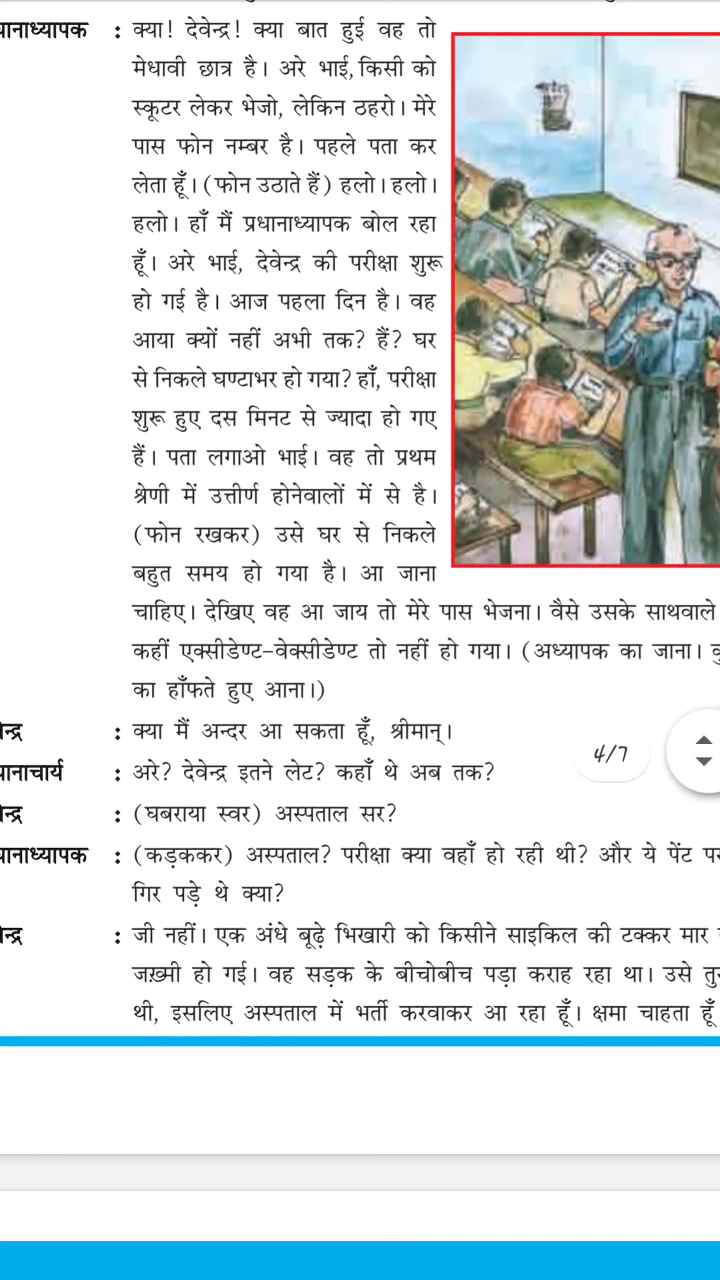 यानाध्यापक : क्या! देवेन्द्र! क्या बात हुई वह तो
मेधावी छात्र है। अरे भाई, किसी को
स्कूटर लेकर भेजो, लेकिन ठहरो। मेरे
पास फोन नम्बर है। पहले पता कर
लेता हूँ। (फोन उठाते हैं) हलो। हलो।
हलो। हाँ मैं प्रधानाध्यापक बोल रहा
हूँ। अरे भाई, देवेन्द्र की परीक्षा शुरू
हो गई है। आज पहला दिन है। वह
आया क्यों नहीं अभी तक? हैं? घर
से निकले घण्टाभर हो गया? हाँ, परीक्षा
शुरू हुए दस मिनट से ज्यादा हो गए
हैं। पता लगाओ भाई। वह तो प्रथम
श्रेणी में उत्तीर्ण होनेवालों में से है।
(फोन रखकर) उसे घर से निकले
बहुत समय हो गया है। आ जाना
चाहिए। देखिए वह आ जाय तो मेरे पास भेजना। वैसे उसके साथवाले
कहीं एक्सीडेण्ट-वेक्सीडेण्ट तो नहीं हो गया। (अध्यापक का जाना।
का हाँफते हुए आना।)
न्द्र : क्या मैं अन्दर आ सकता हूँ, श्रीमान्।
4/7
यानाचार्य : अरे? देवेन्द्र इतने लेट? कहाँ थे अब तक?
न्द्र : (घबराया स्वर) अस्पताल सर?
यानाध्यापक : (कड़ककर) अस्पताल? परीक्षा क्या वहाँ हो रही थी? और ये पेंट
गिर पड़े थे क्या?
न्द्र : जी नहीं। एक अंधे बूढ़े भिखारी को किसीने साइकिल की टक्कर मार
जख़्मी हो गई। वह सड़क के बीचोबीच पड़ा कराह रहा था। उसे
थी, इसलिए अस्पताल में भर्ती करवाकर आ रहा हूँ। क्षमा चाहता हूँ